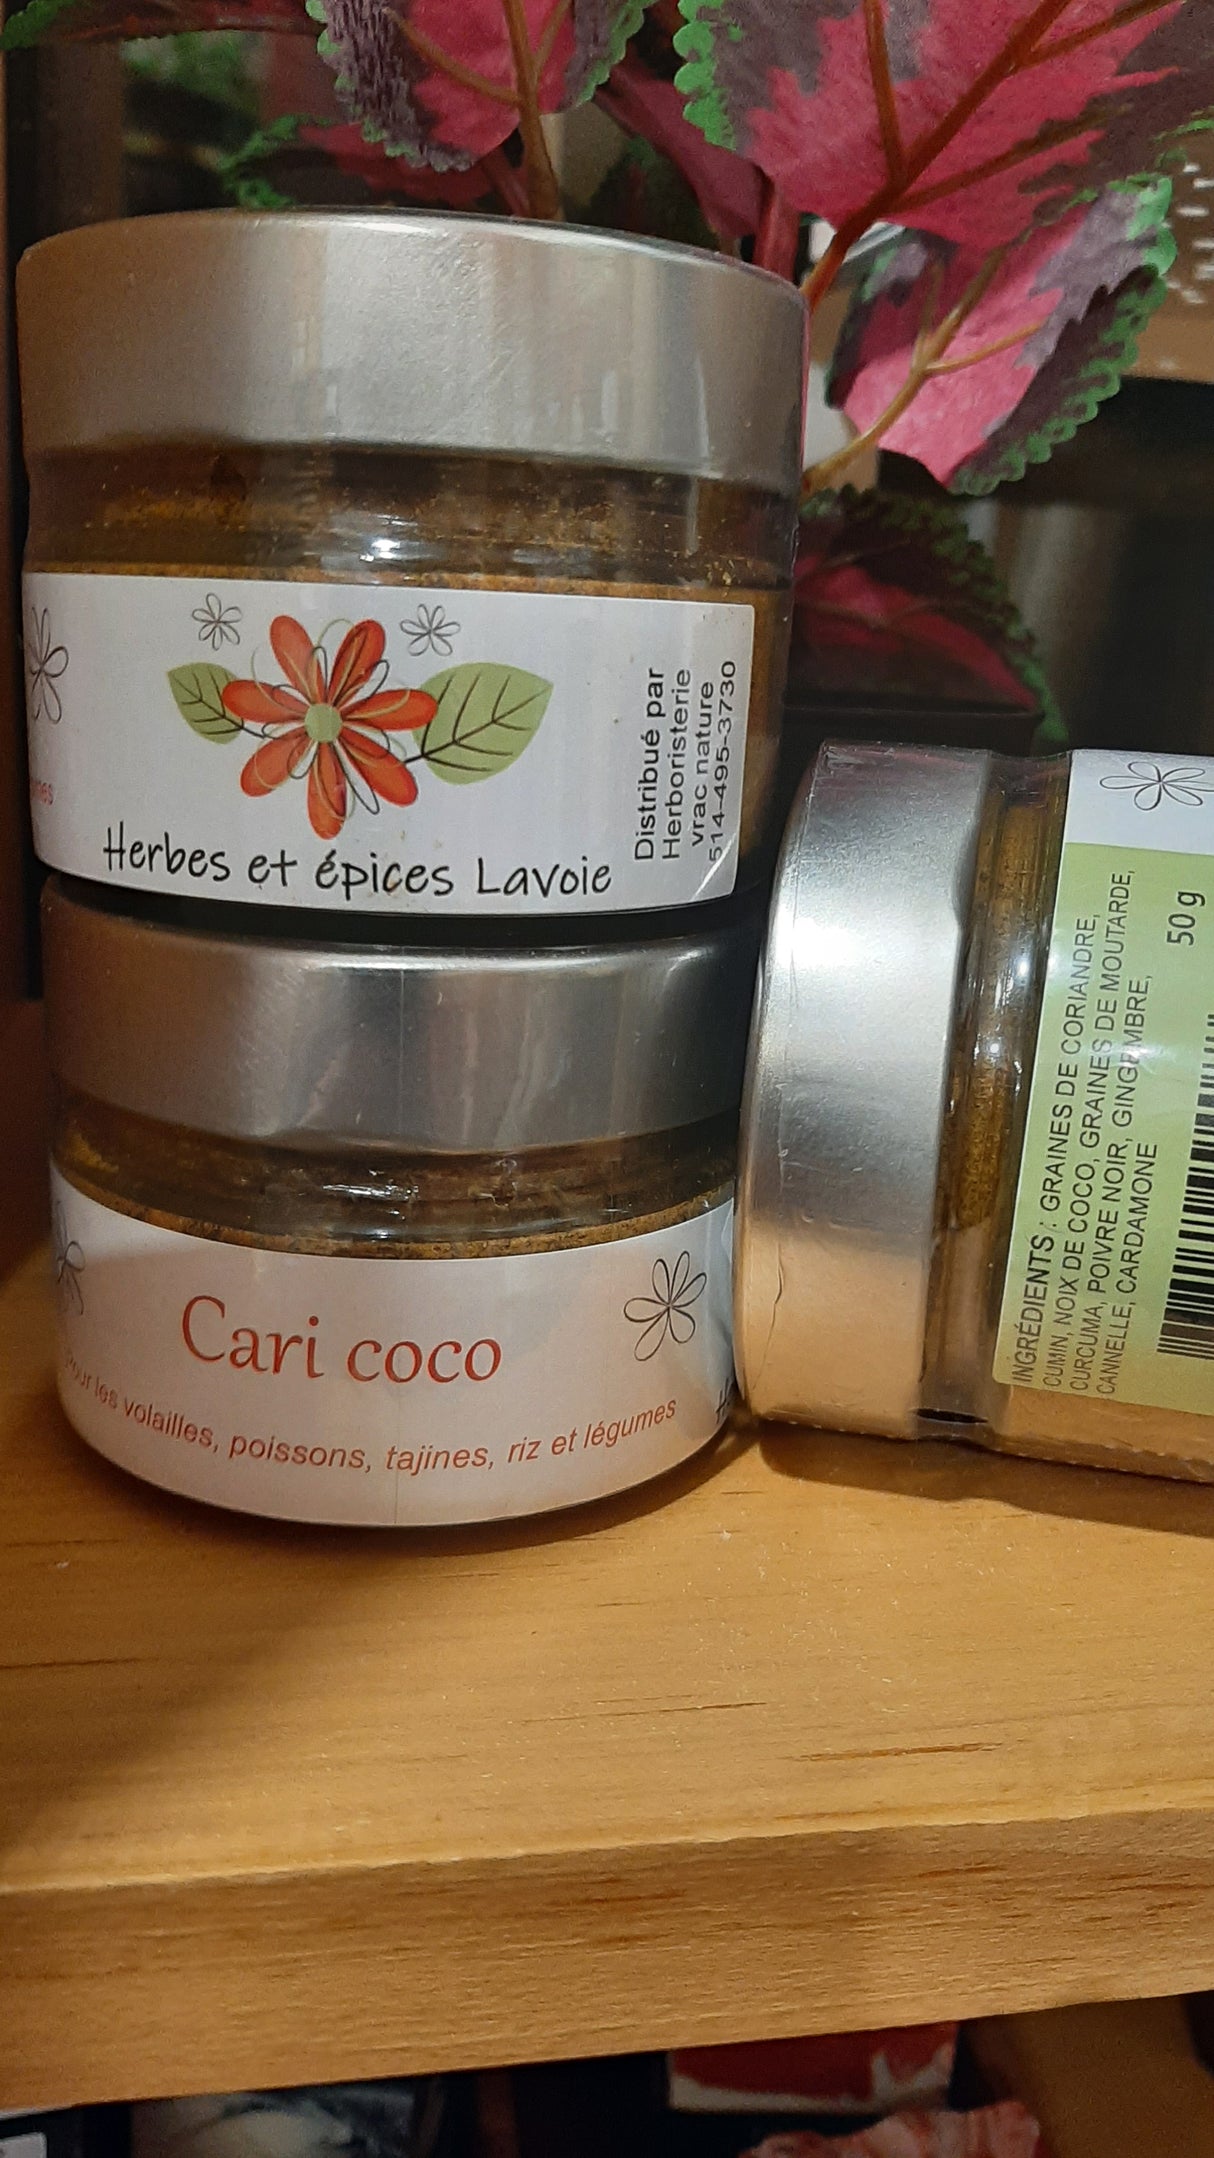 Herbes et épices Lavoie
Distribué par
Herboristerie
vrac nature
514-495-3730
Cari coco
pour les volailles, poissons, tajines, riz et légumes
INGRÉDIENTS : GRAINES DE CORIANDRE,
CUMIN, NOIX DE COCO, GRAINES DE MOUTARDE,
CURCUMA, POIVRE NOIR, GINGEMBRE,
CANNELLE, CARDAMONE
50 g